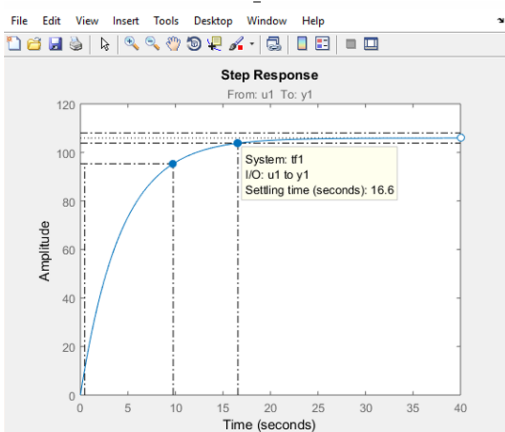 File Edit View Insert Tools Desktop Window Help
Step Response
From: u1 To: y1
120
100
80
60
40
20
0
Amplitude
System: tf1
I/O: u1 to y1
Settling time (seconds): 16.6
0 5 10 15 20 25 30 35 40
Time (seconds)